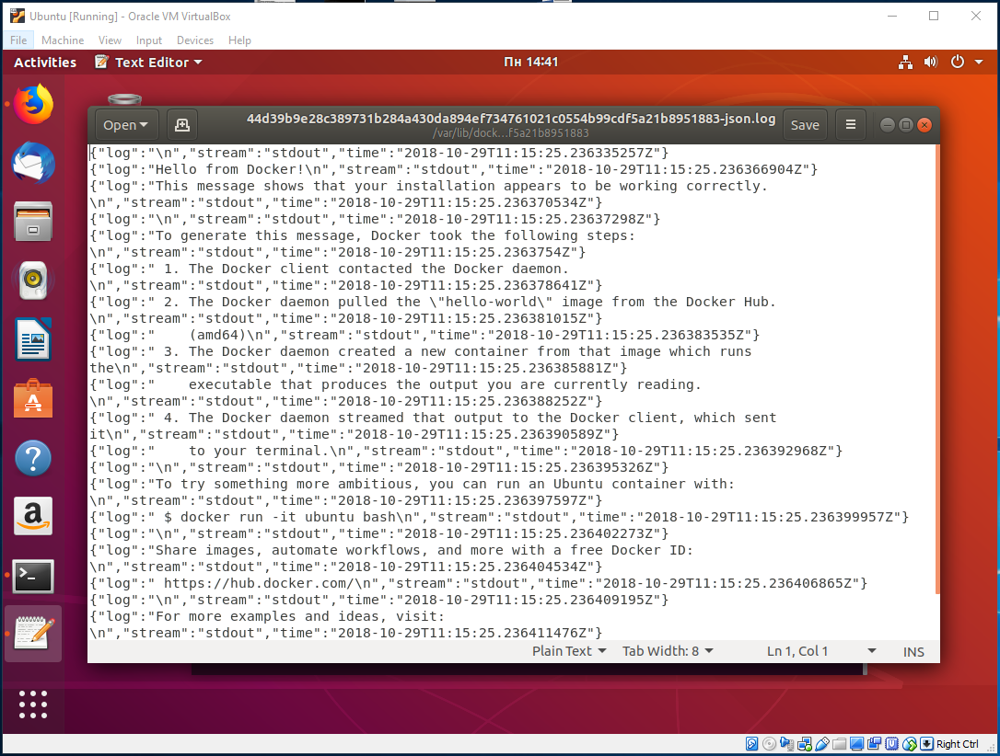 Ubuntu [Running] - Oracle VM VirtualBox
File Machine View Input Devices Help
Activities Text Editor Пн 14:41
Open 44d39b9e28c389731b284a430da894ef734761021c0554b99cdf5a21b8951883-json.log Save
/var/lib/dock...f5a21b8951883
{"log":"\n","stream":"stdout","time":"2018-10-29T11:15:25.236335257Z"}
{"log":"Hello from Docker!\n","stream":"stdout","time":"2018-10-29T11:15:25.236366904Z"}
{"log":"This message shows that your installation appears to be working correctly.
\n","stream":"stdout","time":"2018-10-29T11:15:25.236370534Z"}
{"log":"\n","stream":"stdout","time":"2018-10-29T11:15:25.23637298Z"}
{"log":"To generate this message, Docker took the following steps:
\n","stream":"stdout","time":"2018-10-29T11:15:25.2363754Z"}
{"log":" 1. The Docker client contacted the Docker daemon.
\n","stream":"stdout","time":"2018-10-29T11:15:25.236378641Z"}
{"log":" 2. The Docker daemon pulled the \"hello-world\" image from the Docker Hub.
\n","stream":"stdout","time":"2018-10-29T11:15:25.236381015Z"}
{"log":"    (amd64)\n","stream":"stdout","time":"2018-10-29T11:15:25.236383535Z"}
{"log":" 3. The Docker daemon created a new container from that image which runs
the\n","stream":"stdout","time":"2018-10-29T11:15:25.236385881Z"}
{"log":"    executable that produces the output you are currently reading.
\n","stream":"stdout","time":"2018-10-29T11:15:25.236388252Z"}
{"log":" 4. The Docker daemon streamed that output to the Docker client, which sent
it\n","stream":"stdout","time":"2018-10-29T11:15:25.236390589Z"}
{"log":"    to your terminal.\n","stream":"stdout","time":"2018-10-29T11:15:25.236392968Z"}
{"log":"\n","stream":"stdout","time":"2018-10-29T11:15:25.236395326Z"}
{"log":"To try something more ambitious, you can run an Ubuntu container with:
\n","stream":"stdout","time":"2018-10-29T11:15:25.236397597Z"}
{"log":" $ docker run -it ubuntu bash\n","stream":"stdout","time":"2018-10-29T11:15:25.236399957Z"}
{"log":"\n","stream":"stdout","time":"2018-10-29T11:15:25.236402273Z"}
{"log":"Share images, automate workflows, and more with a free Docker ID:
\n","stream":"stdout","time":"2018-10-29T11:15:25.236404534Z"}
{"log":" https://hub.docker.com/\n","stream":"stdout","time":"2018-10-29T11:15:25.236406865Z"}
{"log":"\n","stream":"stdout","time":"2018-10-29T11:15:25.236409195Z"}
{"log":"For more examples and ideas, visit:
\n","stream":"stdout","time":"2018-10-29T11:15:25.236411476Z"}
Plain Text Tab Width: 8 Ln 1, Col 1 INS
Right Ctrl